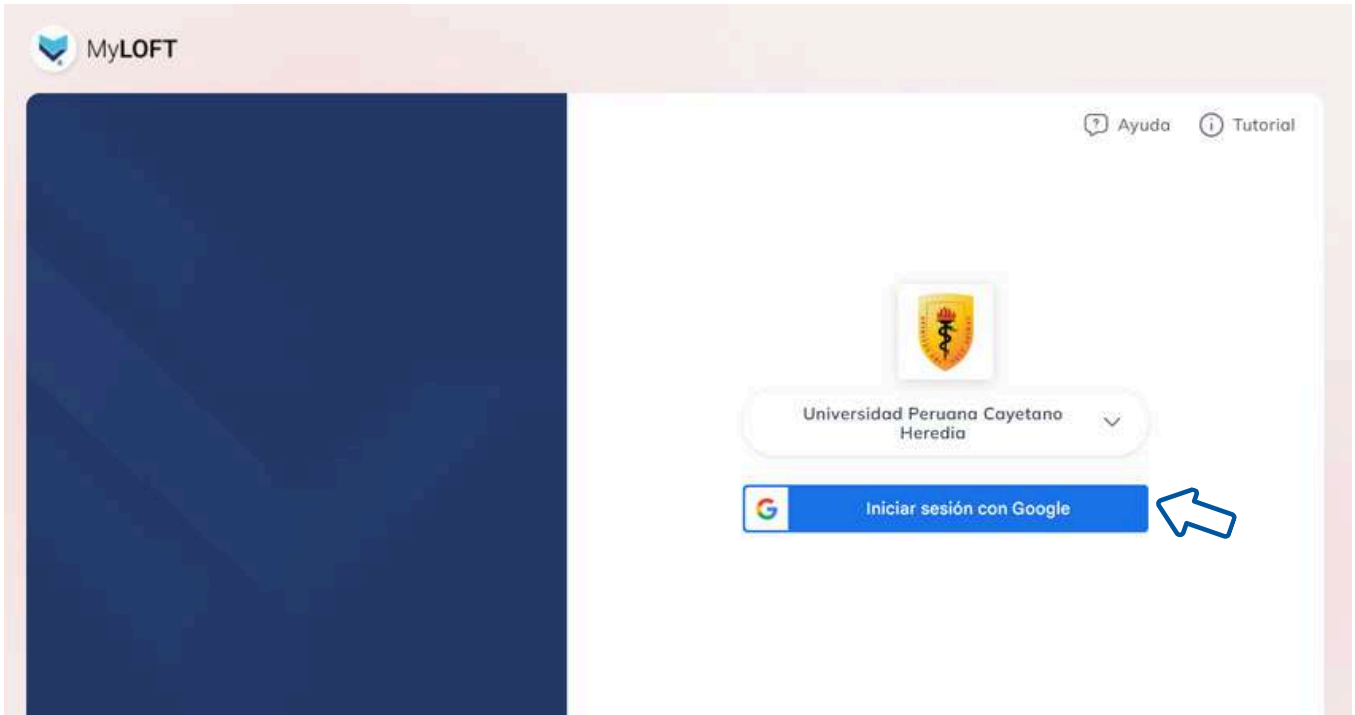 MyLOFT
Ayuda
Tutorial
Universidad Peruana Cayetano
Heredia
Iniciar sesión con Google